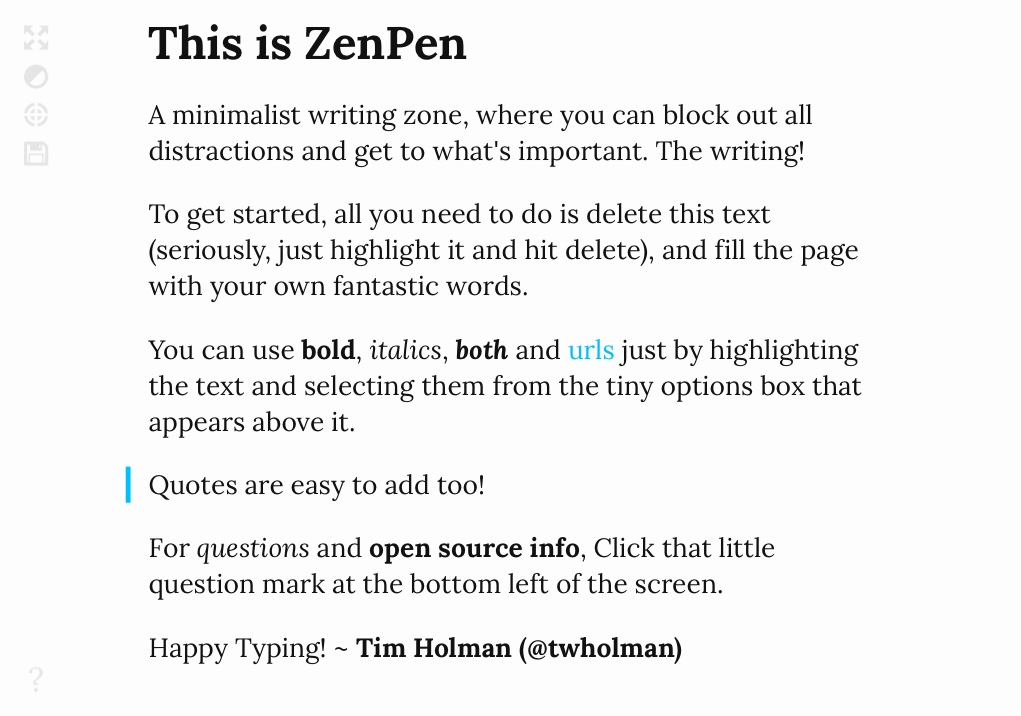 This is ZenPen
A minimalist writing zone, where you can block out all
distractions and get to what's important. The writing!
To get started, all you need to do is delete this text
(seriously, just highlight it and hit delete), and fill the page
with your own fantastic words.
You can use bold, italics, both and urls just by highlighting
the text and selecting them from the tiny options box that
appears above it.
Quotes are easy to add too!
For questions and open source info, Click that little
question mark at the bottom left of the screen.
Happy Typing! ~ Tim Holman (@twholman)
?